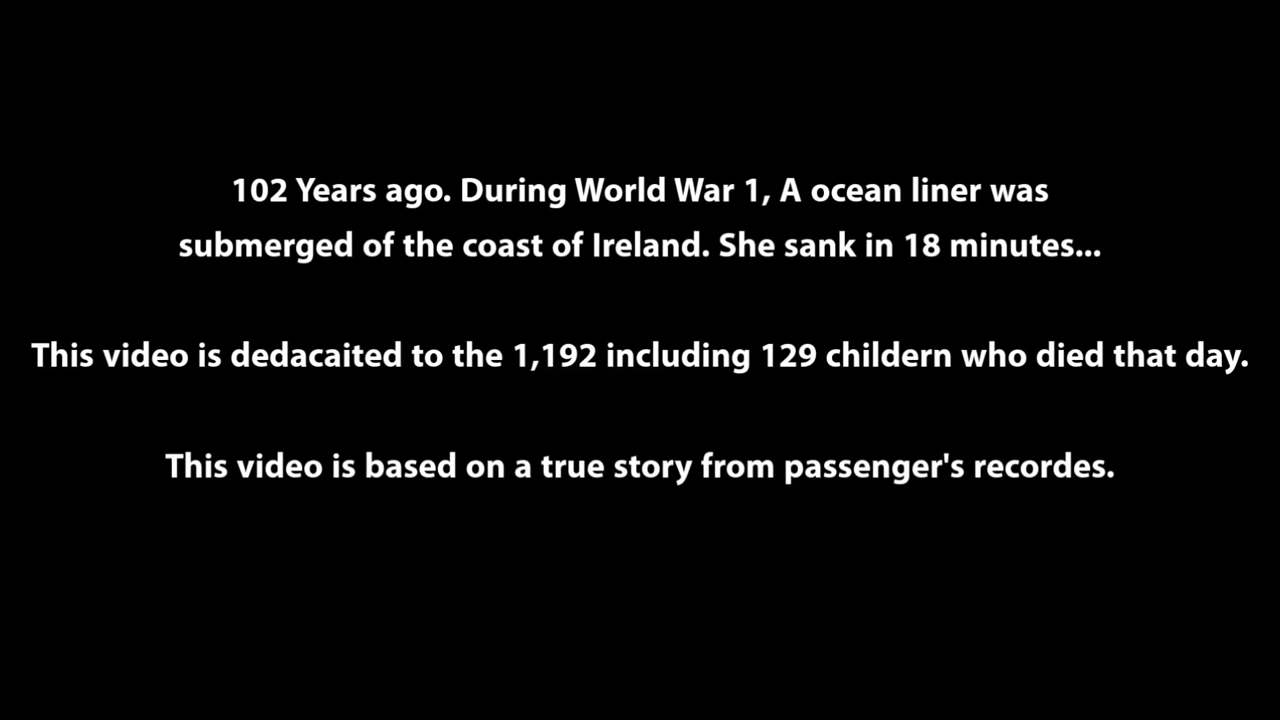 102 Years ago. During World War 1, A ocean liner was
submerged of the coast of Ireland. She sank in 18 minutes...
This video is dedacaited to the 1,192 including 129 childern who died that day.
This video is based on a true story from passenger's recordes.